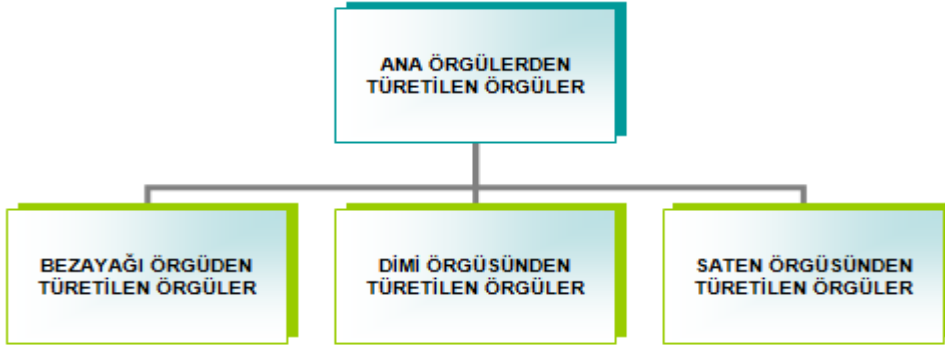 ANA ÖRGÜLERDEN
TÜRETİLEN ÖRGÜLER
BEZAYAĞI ÖRGÜDEN
TÜRETİLEN ÖRGÜLER
DİMİ ÖRGÜSÜNDEN
TÜRETİLEN ÖRGÜLER
SATEN ÖRGÜSÜNDEN
TÜRETİLEN ÖRGÜLER